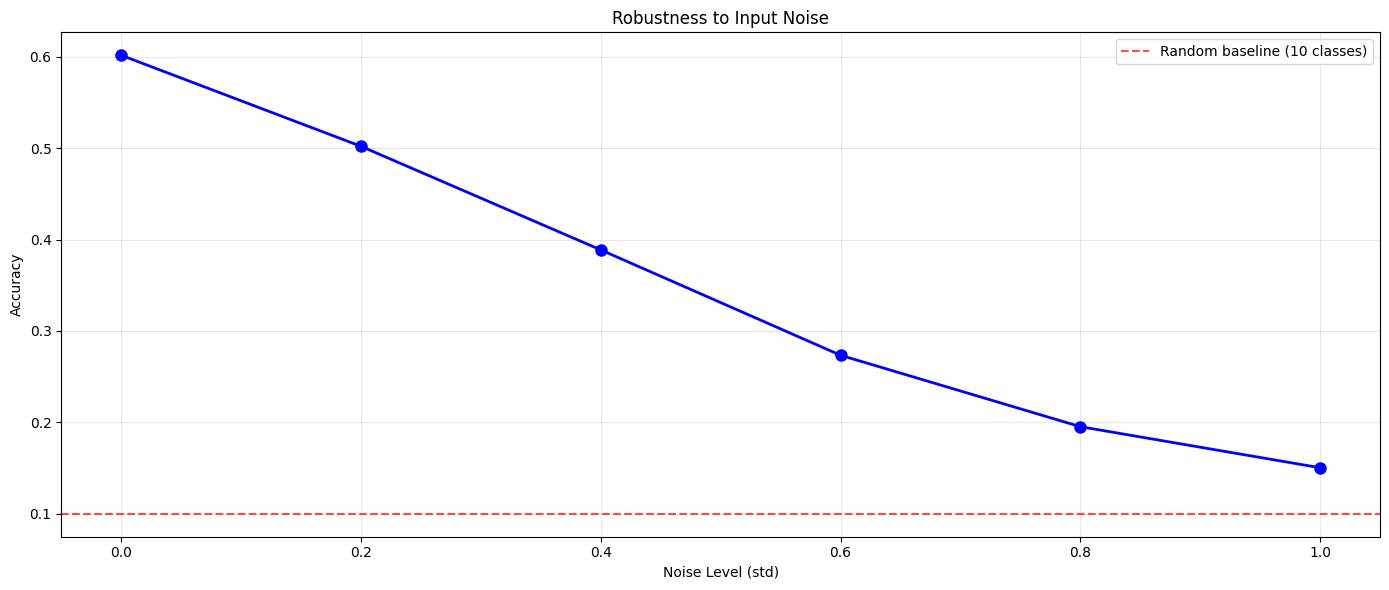 Robustness to Input Noise
Random baseline (10 classes)
Accuracy
0.6
0.5
0.4
0.3
0.2
0.1
0.0 0.2 0.4 0.6 0.8 1.0
Noise Level (std)